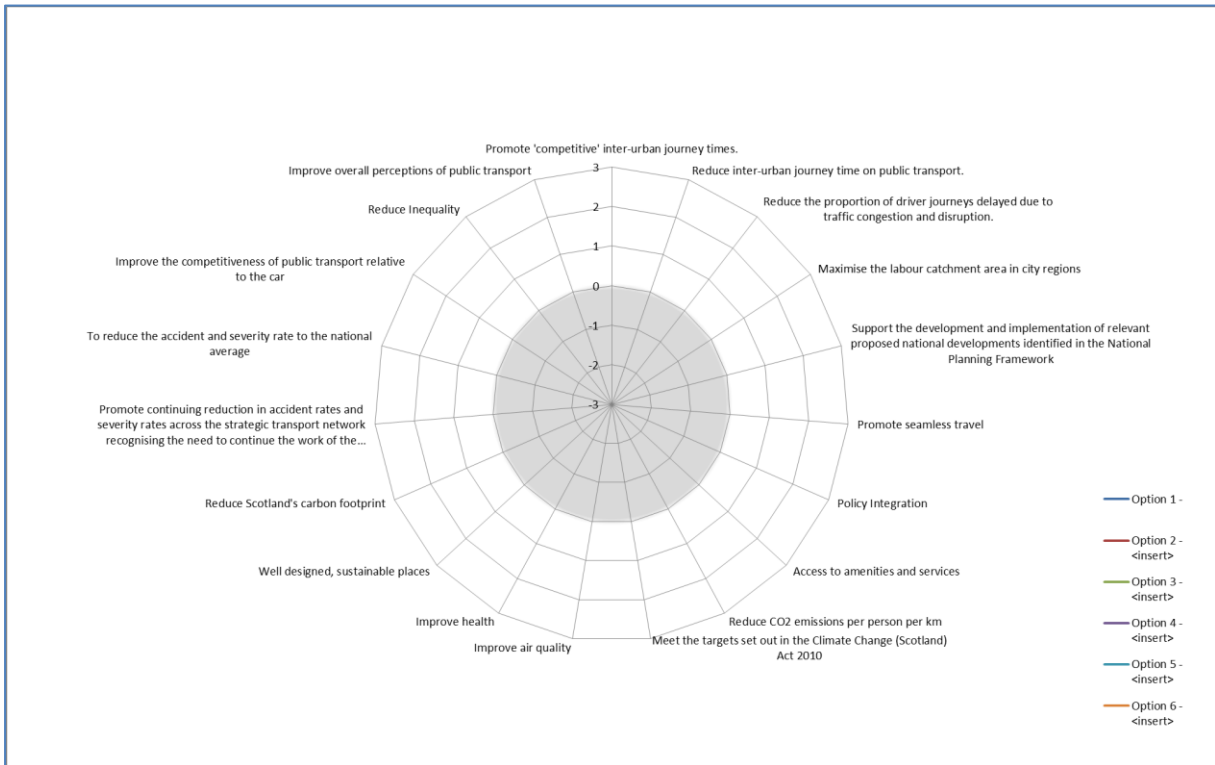 Promote 'competitive' inter-urban journey times.
Reduce inter-urban journey time on public transport.
Reduce the proportion of driver journeys delayed due to
traffic congestion and disruption.
Maximise the labour catchment area in city regions
Support the development and implementation of relevant
proposed national developments identified in the National
Planning Framework
Promote seamless travel
Policy Integration
Access to amenities and services
Reduce CO2 emissions per person per km
Meet the targets set out in the Climate Change (Scotland)
Act 2010
Improve air quality
Improve health
Well designed, sustainable places
Reduce Scotland's carbon footprint
Promote continuing reduction in accident rates and
severity rates across the strategic transport network
recognising the need to continue the work of the...
To reduce the accident and severity rate to the national
average
Improve the competitiveness of public transport relative
to the car
Reduce Inequality
Improve overall perceptions of public transport
3
2
1
0
-1
-2
-3
Option 1 -
Option 2 -
<insert>
Option 3 -
<insert>
Option 4 -
<insert>
Option 5 -
<insert>
Option 6 -
<insert>